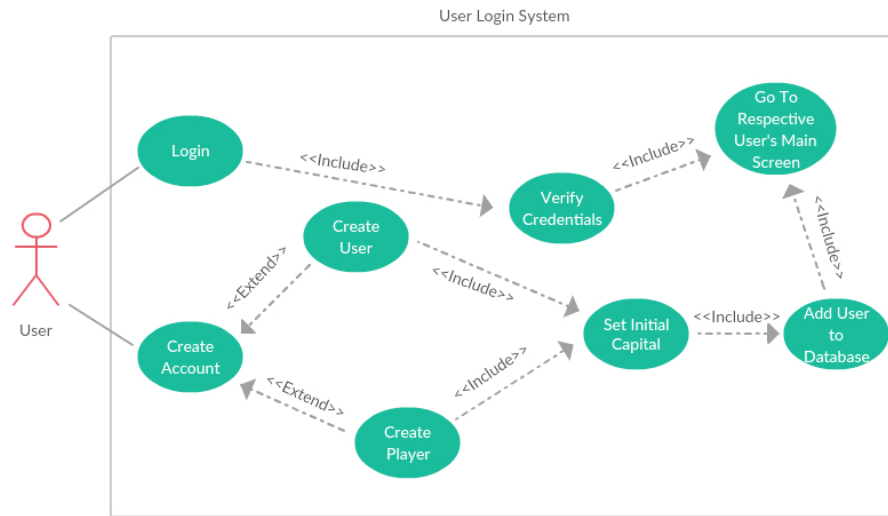 User Login System
Login
<<Include>>
Verify
Credentials
<<Include>>
Go To
Respective
User's Main
Screen
Create
User
<<Extend>>
<<Include>>
<<Include>>
User
Create
Account
Set Initial
Capital
<<Include>>
Add User
to
Database
<<Extend>>
<<Include>>
Create
Player